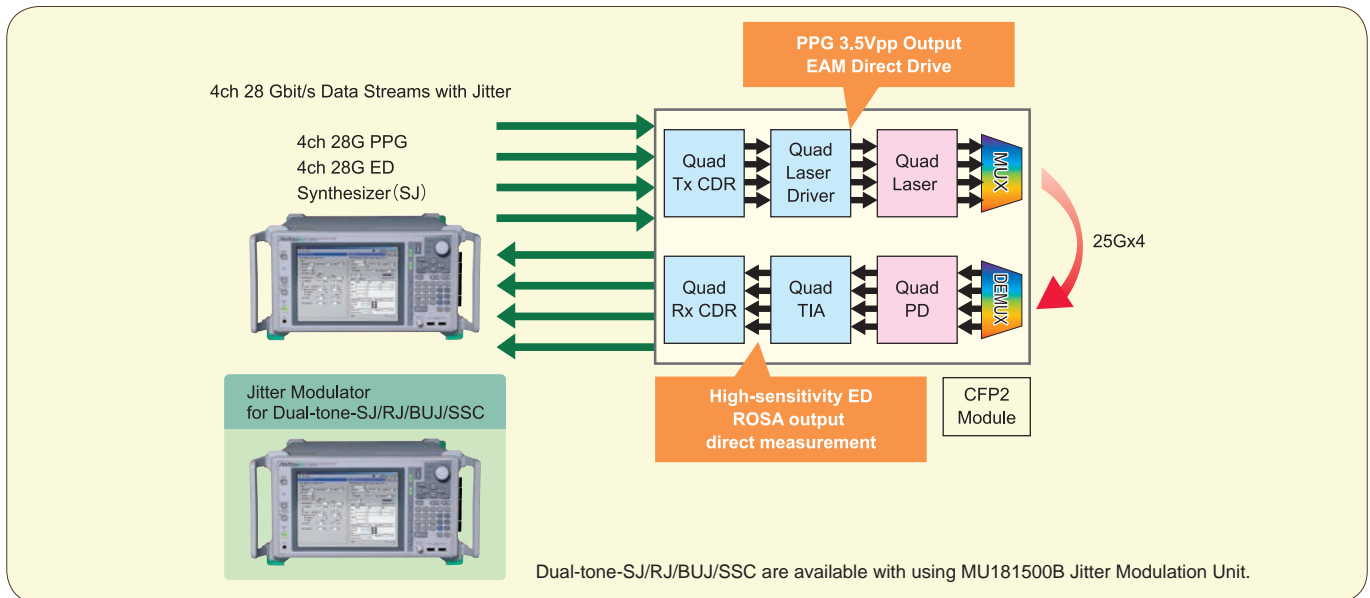 PPG 3.5Vpp Output
EAM Direct Drive
4ch 28 Gbit/s Data Streams with Jitter
4ch 28G PPG
4ch 28G ED
Synthesizer（SJ）
Quad
Tx CDR
Quad
Laser
Driver
Quad
Laser
MUX
25Gx4
Quad
Rx CDR
Quad
TIA
Quad
PD
DEMUX
High-sensitivity ED
ROSA output
direct measurement
CFP2
Module
Jitter Modulator
for Dual-tone-SJ/RJ/BUJ/SSC
Dual-tone-SJ/RJ/BUJ/SSC are available with using MU181500B Jitter Modulation Unit.